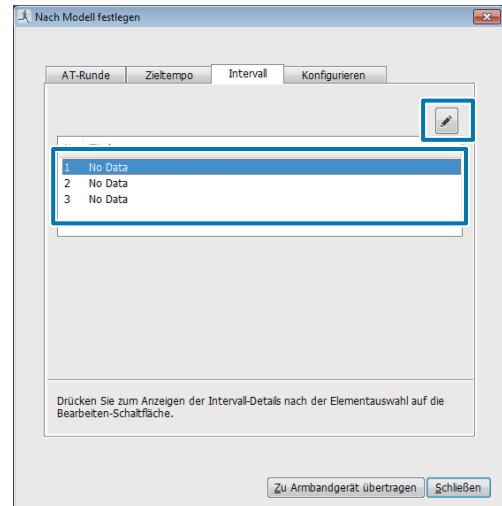 Nach Modell festlegen
AT-Runde Zieltempo Intervall Konfigurieren
1 No Data
2 No Data
3 No Data
Drücken Sie zum Anzeigen der Intervall-Details nach der Elementauswahl auf die
Bearbeiten-Schaltfläche.
Zu Armbandgerät übertragen Schließen